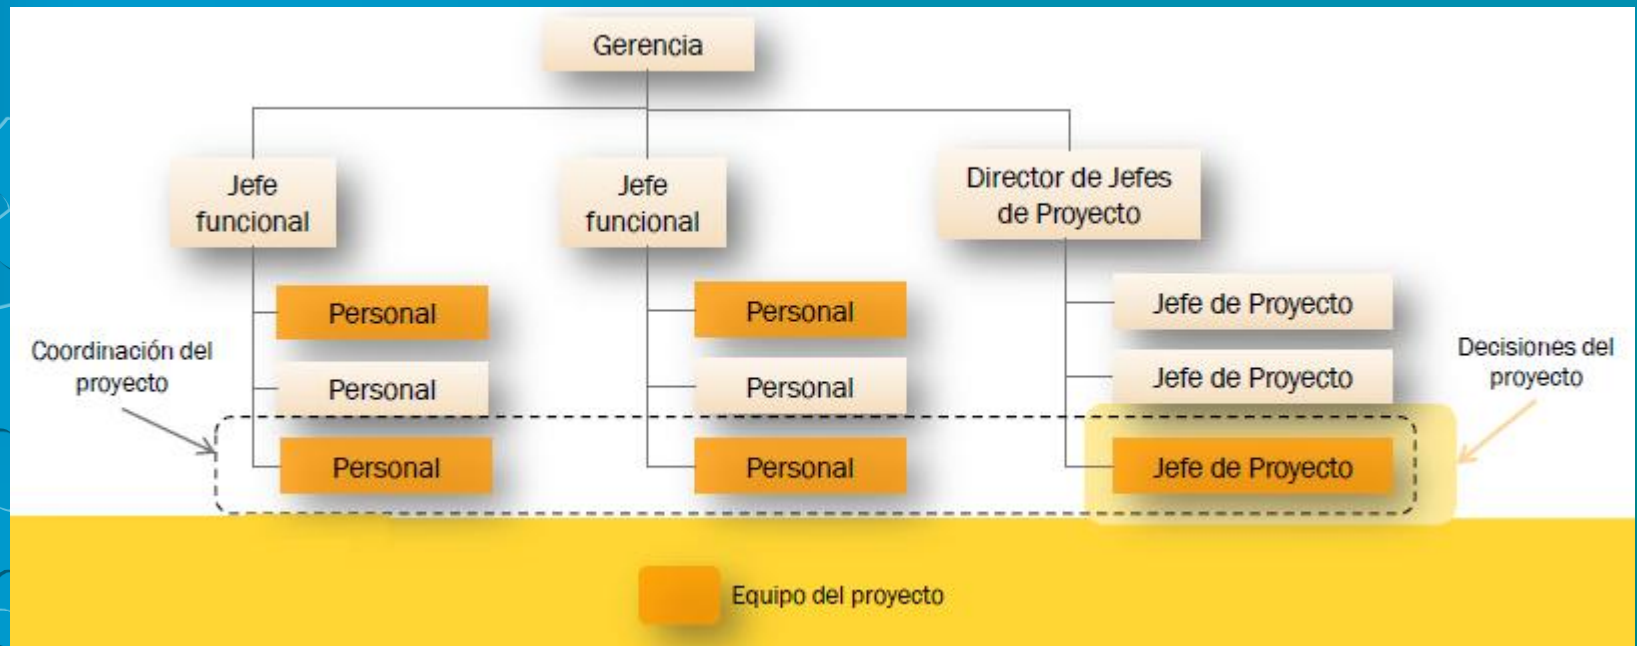 Gerencia
Jefe
funcional
Jefe
funcional
Director de Jefes
de Proyecto
Personal
Personal
Jefe de Proyecto
Coordinación del
proyecto
Personal
Personal
Jefe de Proyecto
Decisiones del
proyecto
Personal
Personal
Jefe de Proyecto
Equipo del proyecto